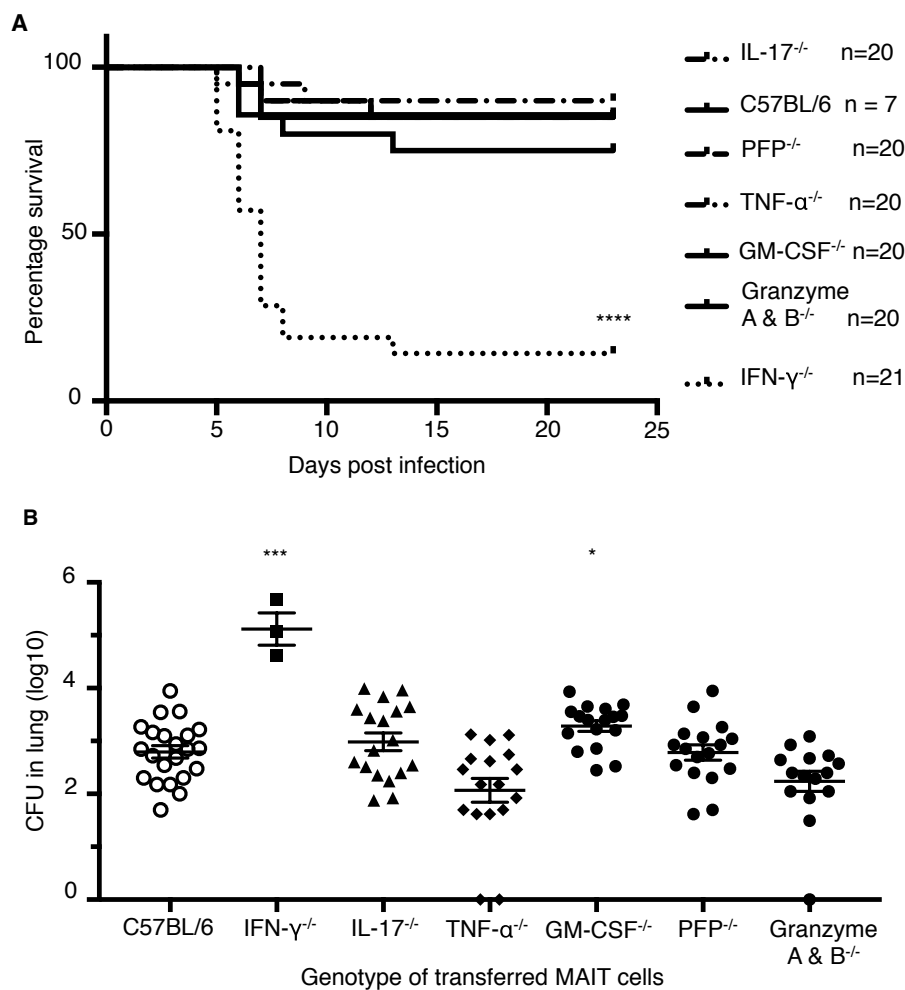 A
100
50
0
Percentage survival
0 5 10 15 20 25
Days post infection
****
IL-17-/- n=20
C57BL/6 n = 7
PFP-/- n=20
TNF-α-/- n=20
GM-CSF-/- n=20
Granzyme
A & B-/- n=20
IFN-γ-/- n=21
B
*** *
6
4
2
0
CFU in lung (log10)
C57BL/6 IFN-γ-/- IL-17-/- TNF-α-/- GM-CSF-/- PFP-/- Granzyme
A & B-/-
Genotype of transferred MAIT cells